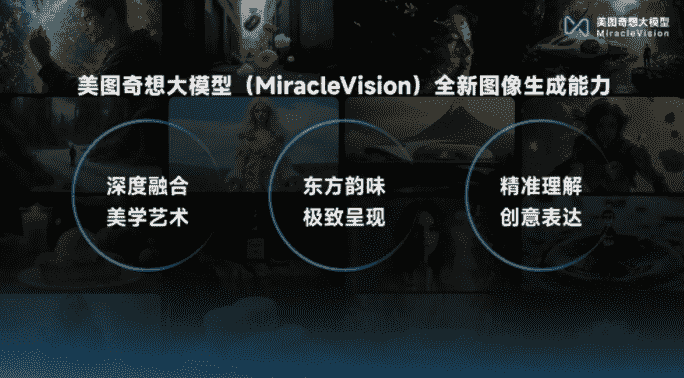 美图奇想大模型
MiracleVision
美图奇想大模型（MiracleVision）全新图像生成能力
深度融合
美学艺术
东方韵味
极致呈现
精准理解
创意表达